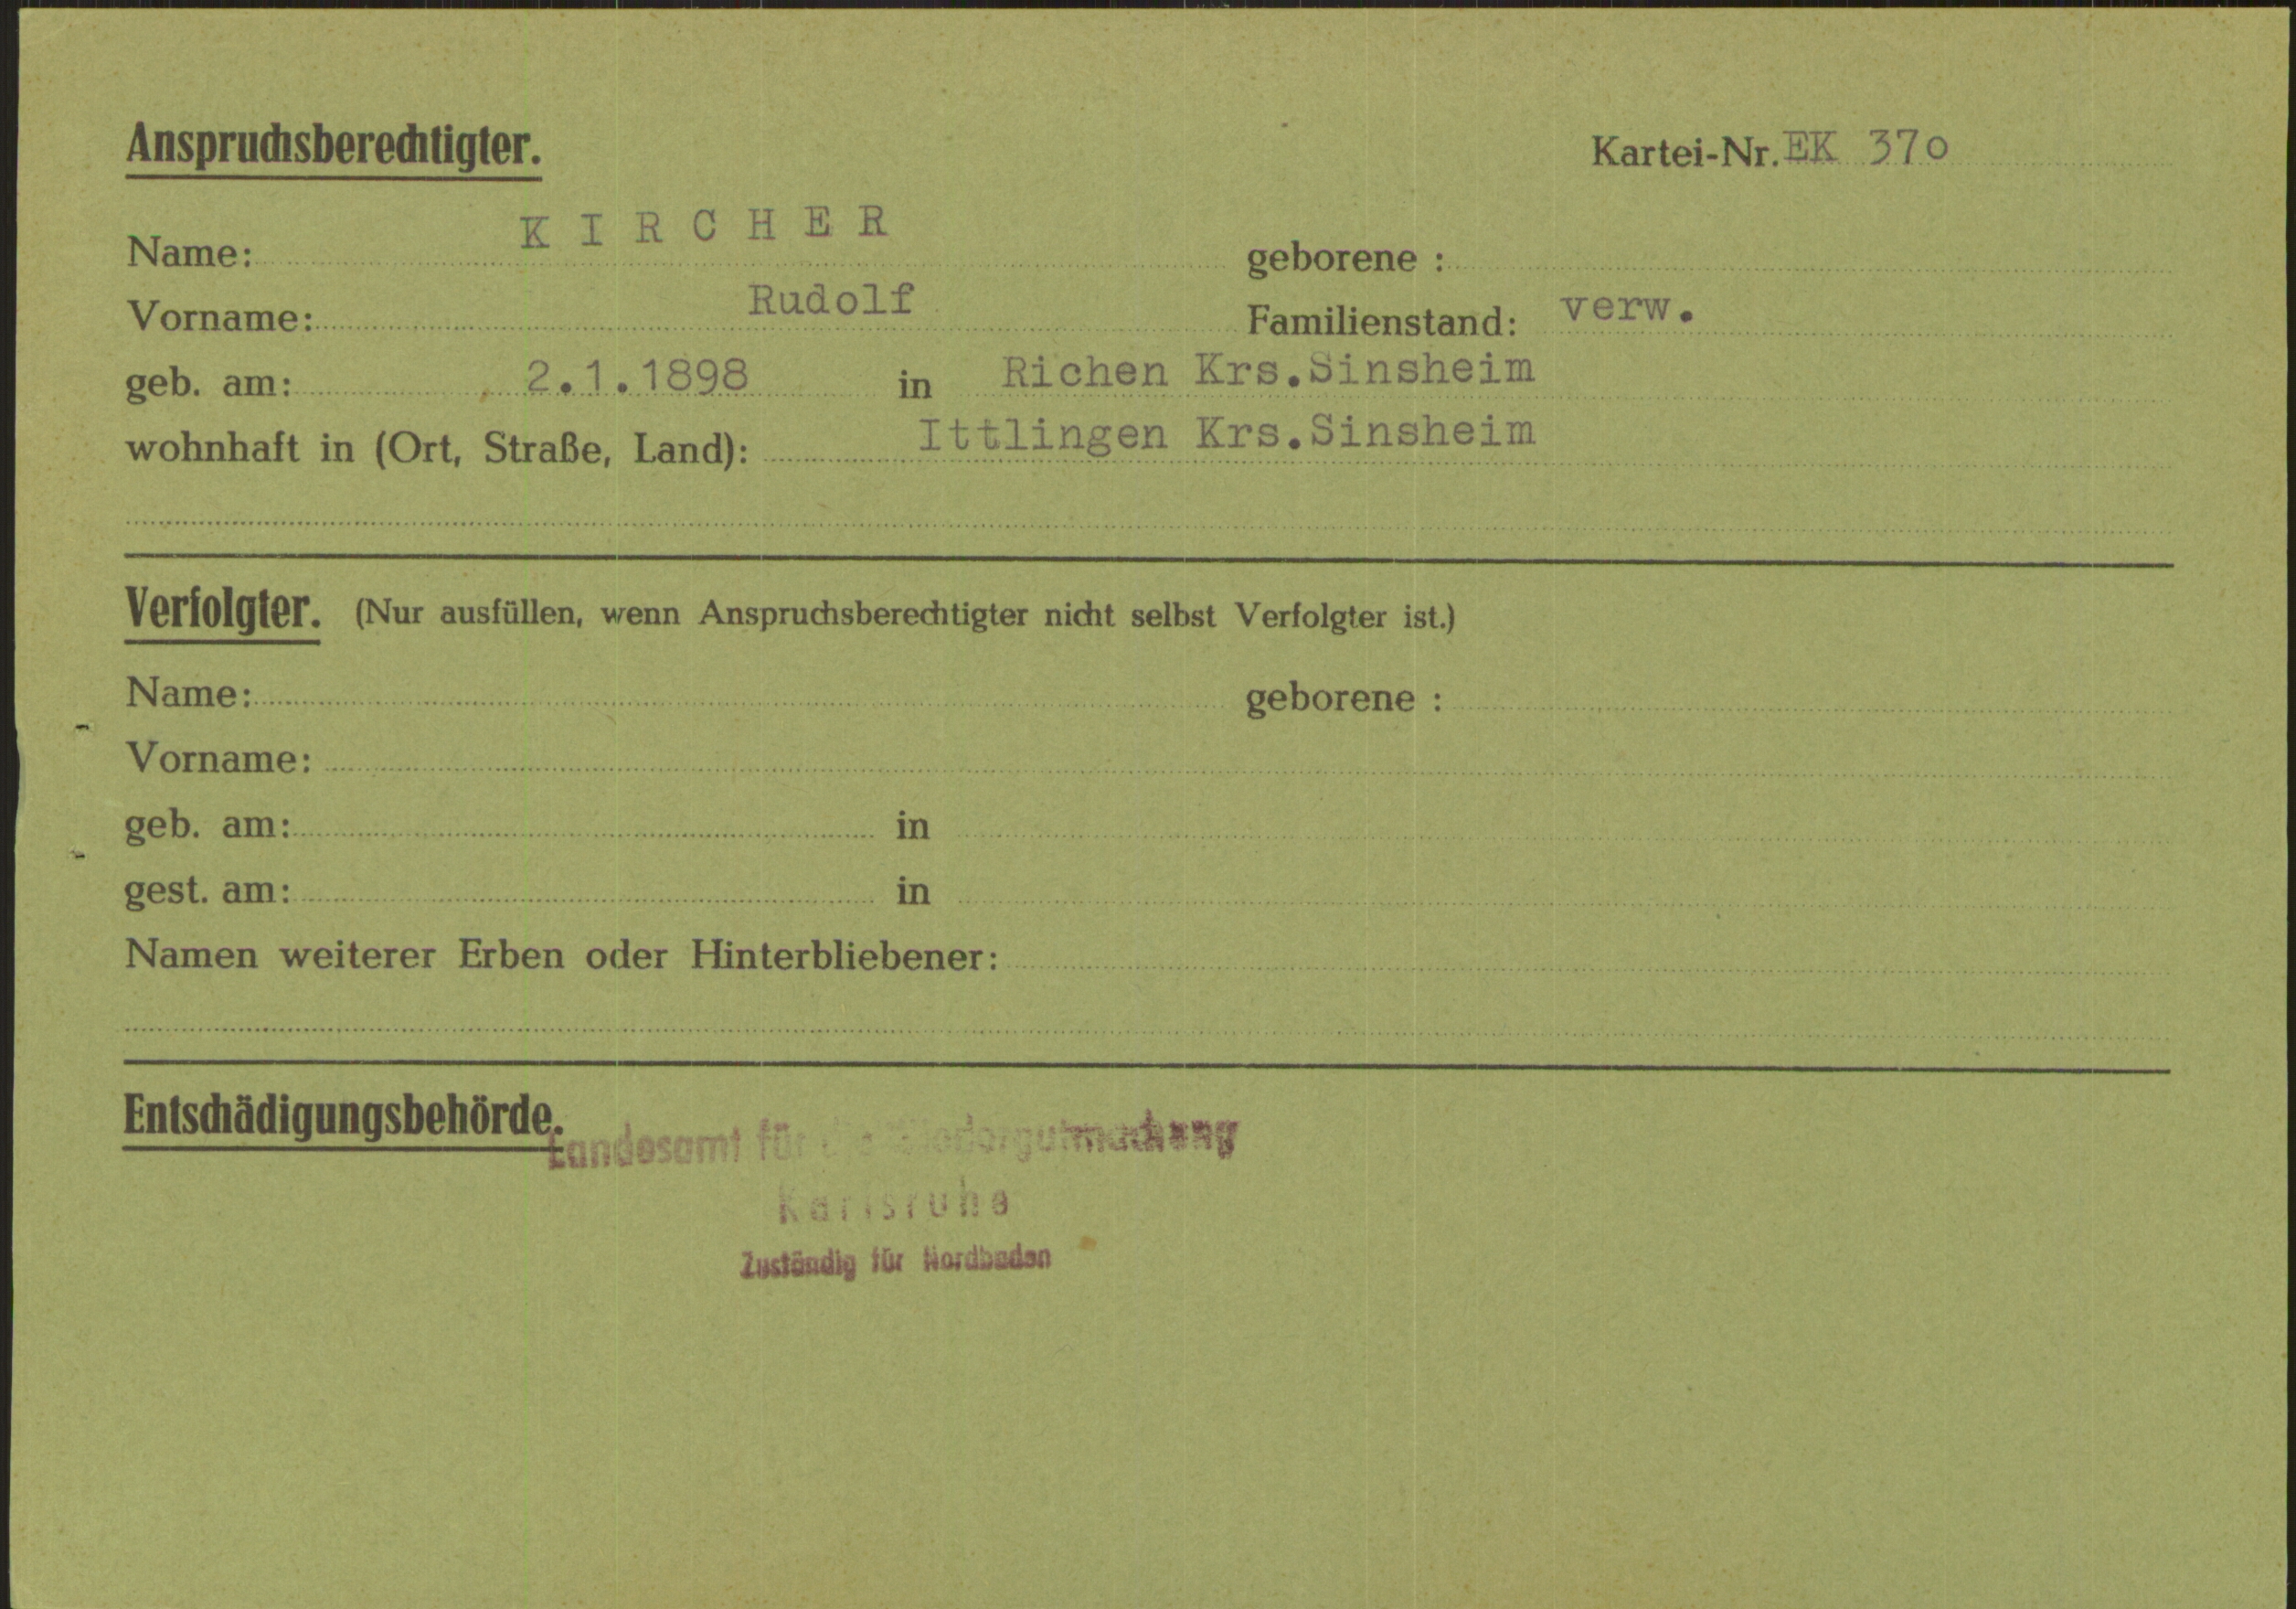 Anspruchsberechtigter.
Kartei-Nr. EK 370
Name: KIRCHER geborene :
Vorname: Rudolf Familienstand: verw.
geb. am: 2.1.1898 in Richen Krs.Sinsheim
wohnhaft in (Ort, Straße, Land): Ittlingen Krs.Sinsheim
Verfolgter. (Nur ausfüllen, wenn Anspruchsberechtigter nicht selbst Verfolgter ist.)
Name: geborene :
Vorname:
geb. am: in
gest. am: in
Namen weiterer Erben oder Hinterbliebener:
Entschädigungsbehörde.
Landesamt für die Wiedergutmachung
Karlsruhe
Zuständig für Nordbaden